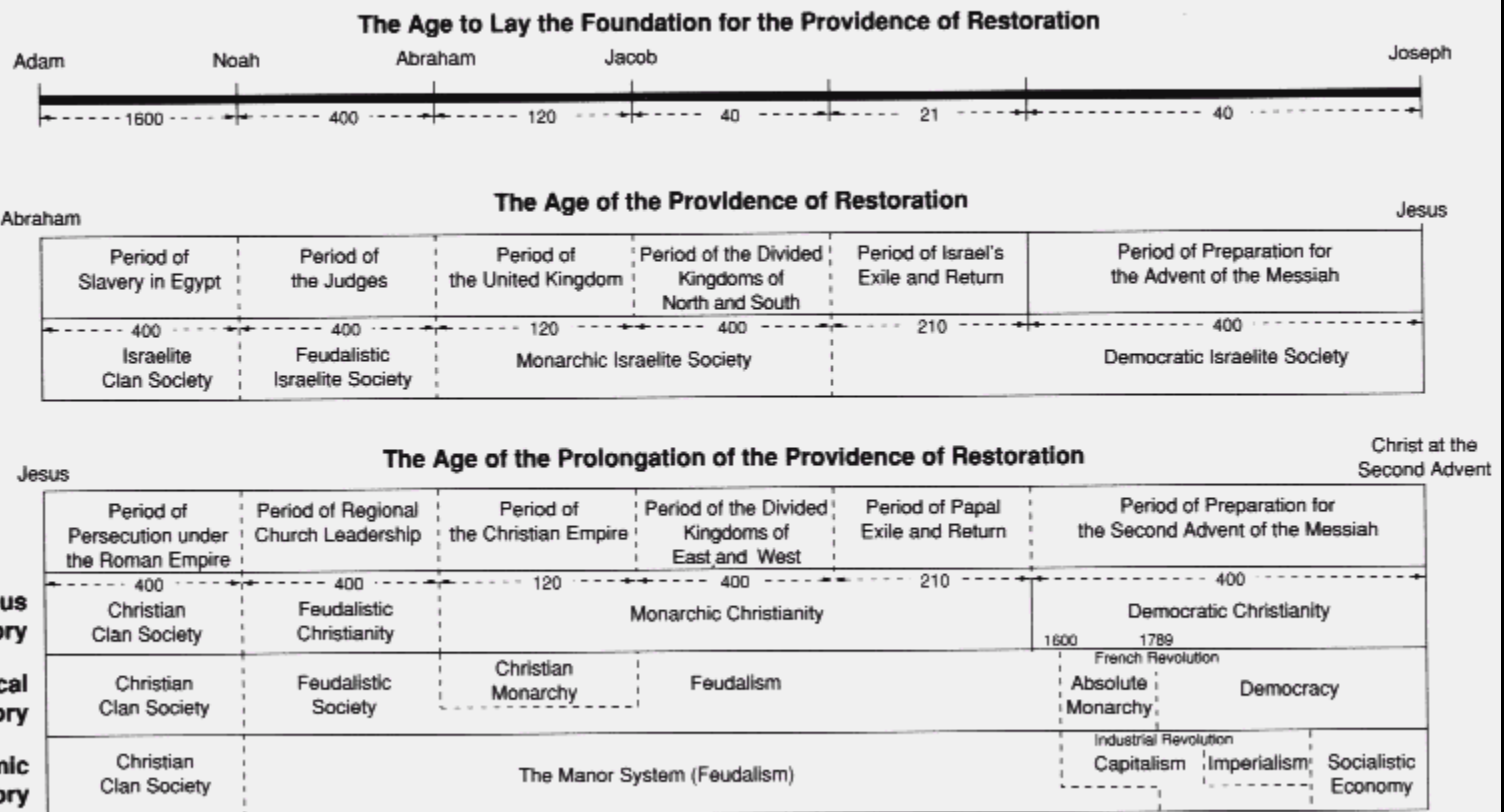 The Age to Lay the Foundation for the Providence of Restoration
Adam Noah Abraham Jacob Joseph
1600 400 120 40 21 40
The Age of the Providence of Restoration
Abraham Jesus
Period of Slavery in Egypt
Period of the Judges
Period of the United Kingdom
Period of the Divided Kingdoms of North and South
Period of Israel's Exile and Return
Period of Preparation for the Advent of the Messiah
400 400 120 400 210 400
Israelite Clan Society
Feudalistic Israelite Society
Monarchic Israelite Society
Democratic Israelite Society
The Age of the Prolongation of the Providence of Restoration
Jesus
Christ at the Second Advent
Period of Persecution under the Roman Empire
Period of Regional Church Leadership
Period of the Christian Empire
Period of the Divided Kingdoms of East and West
Period of Papal Exile and Return
Period of Preparation for the Second Advent of the Messiah
400 400 120 400 210 400
us
ory
Christian Clan Society
Feudalistic Christianity
Monarchic Christianity
Democratic Christianity
1600 1789
French Revolution
cal
ory
Christian Clan Society
Feudalistic Society
Christian Monarchy
Feudalism
Absolute Monarchy
Democracy
Industrial Revolution
mic
ory
Christian Clan Society
The Manor System (Feudalism)
Capitalism
Imperialism
Socialistic Economy